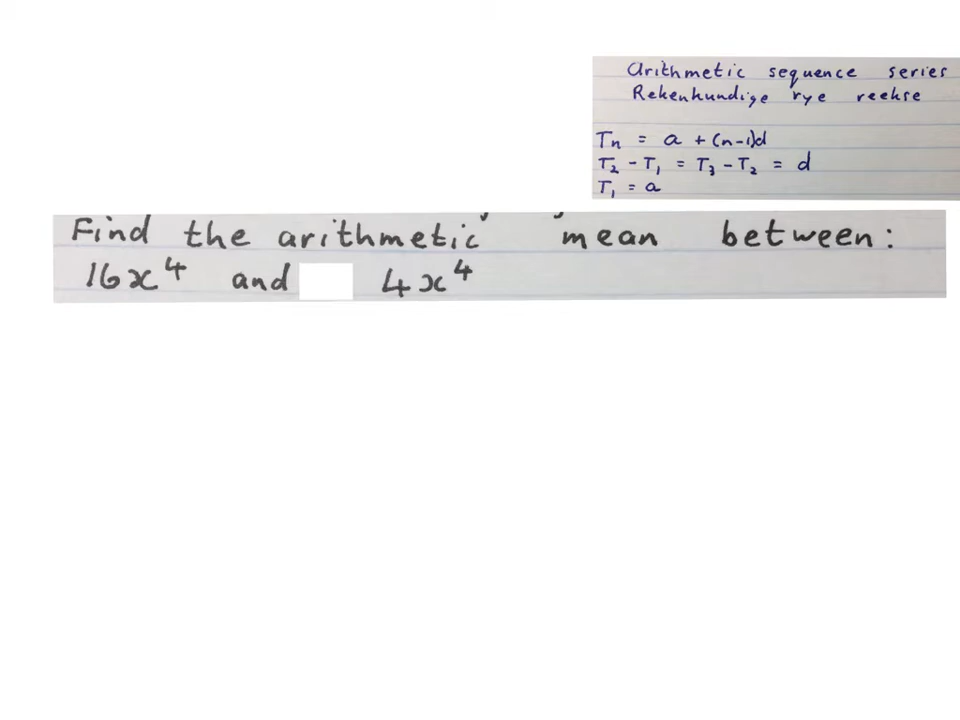 Arithmetic sequence series
Rekenkundige rye reekse
Tn = a + (n-1)d
T₂ - T₁ = T₃ - T₂ = d
T₁ = a
Find the arithmetic mean between:
16x⁴ and 4x⁴